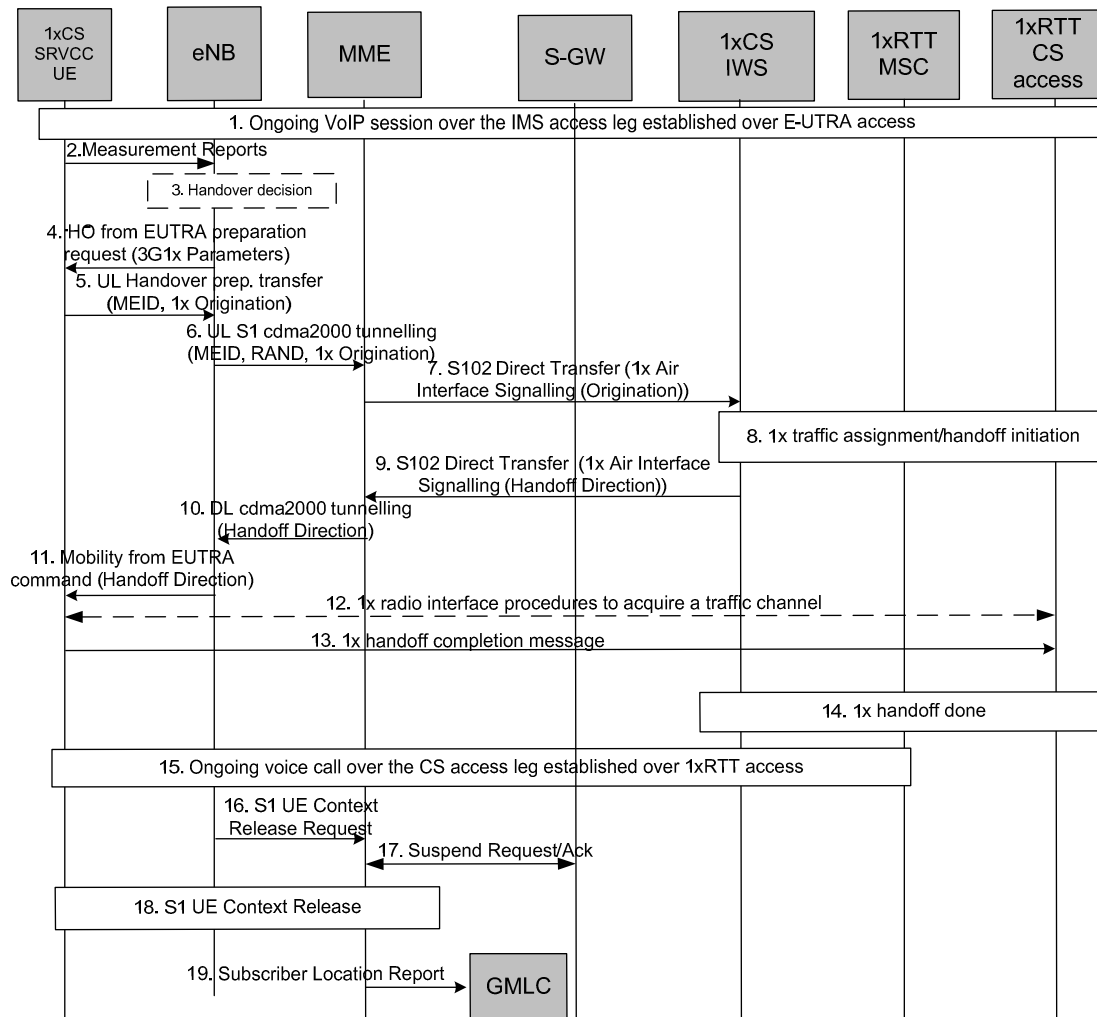 1xCS
SRVCC
UE
eNB
MME
S-GW
1xCS
IWS
1xRTT
MSC
1xRTT
CS
access
1. Ongoing VoIP session over the IMS access leg established over E-UTRA access
2.Measurement Reports
3. Handover decision
4. HO from EUTRA preparation
request (3G1x Parameters)
5. UL Handover prep. transfer
(MEID, 1x Origination)
6. UL S1 cdma2000 tunnelling
(MEID, RAND, 1x Origination)
7. S102 Direct Transfer (1x Air
Interface Signalling (Origination))
8. 1x traffic assignment/handoff initiation
9. S102 Direct Transfer (1x Air Interface
Signalling (Handoff Direction))
10. DL cdma2000 tunnelling
(Handoff Direction)
11. Mobility from EUTRA
command (Handoff Direction)
12. 1x radio interface procedures to acquire a traffic channel
13. 1x handoff completion message
14. 1x handoff done
15. Ongoing voice call over the CS access leg established over 1xRTT access
16. S1 UE Context
Release Request
17. Suspend Request/Ack
18. S1 UE Context Release
19. Subscriber Location Report
GMLC